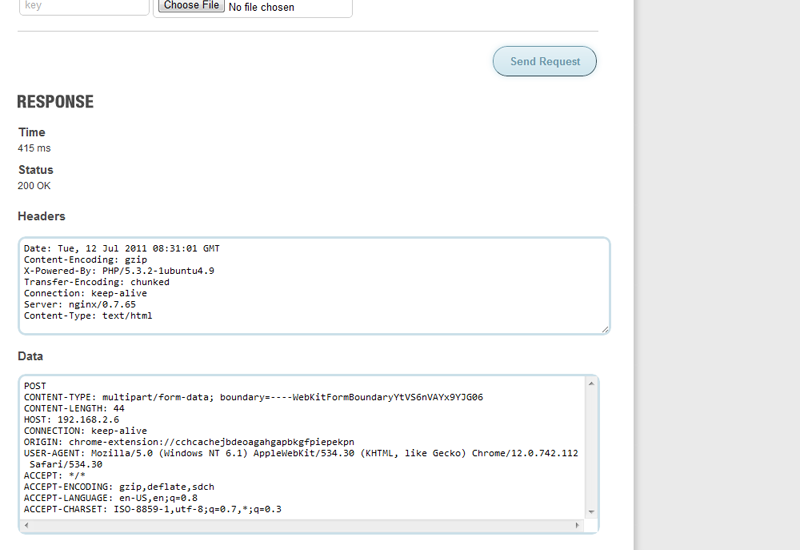 key
Choose File No file chosen
Send Request
RESPONSE
Time
415 ms
Status
200 OK
Headers
Date: Tue, 12 Jul 2011 08:31:01 GMT
Content-Encoding: gzip
X-Powered-By: PHP/5.3.2-1ubuntu4.9
Transfer-Encoding: chunked
Connection: keep-alive
Server: nginx/0.7.65
Content-Type: text/html
Data
POST
CONTENT-TYPE: multipart/form-data; boundary=----WebKitFormBoundaryYtVS6nVAYx9YJG06
CONTENT-LENGTH: 44
HOST: 192.168.2.6
CONNECTION: keep-alive
ORIGIN: chrome-extension://cchcachejbdeoagahgapbkgfpiepekpn
USER-AGENT: Mozilla/5.0 (Windows NT 6.1) AppleWebKit/534.30 (KHTML, like Gecko) Chrome/12.0.742.112
Safari/534.30
ACCEPT: */*
ACCEPT-ENCODING: gzip,deflate,sdch
ACCEPT-LANGUAGE: en-US,en;q=0.8
ACCEPT-CHARSET: ISO-8859-1,utf-8;q=0.7,*;q=0.3